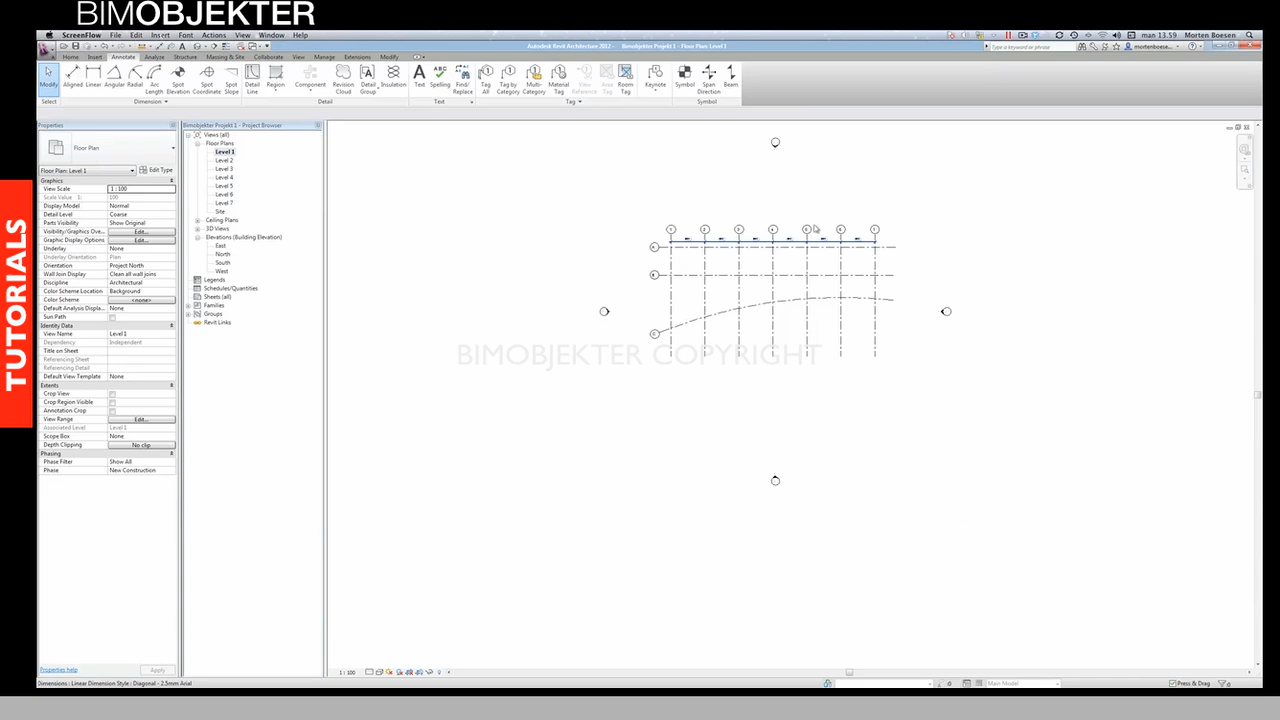 BIMOBJEKTER
TUTORIALS
ScreenFlow File Edit Insert Font Actions View Window Help
man 13.59 Morten Boesen
Autodesk Revit Architecture 2012 - Bimobjekter Projekt 1 - Floor Plan: Level 1
Type a keyword or phrase
mortenboese...
Home Insert Annotate Analyze Structure Massing & Site Collaborate View Manage Extensions Modify
Modify Aligned Linear Angular Radial Arc Length Spot Elevation Spot Coordinate Spot Slope Detail Line Region Component Revision Cloud Detail Group Insulation Text Spelling Find/Replace Tag All Tag by Category Multi-Category Material Tag View Reference Area Tag Room Tag Keynote Symbol Span Direction Beam
Select Dimension Detail Text Tag Symbol
Properties
Floor Plan
Floor Plan: Level 1 Edit Type
Graphics
View Scale 1 : 100
Scale Value 1: 100
Display Model Normal
Detail Level Coarse
Parts Visibility Show Original
Visibility/Graphics Ove... Edit...
Graphic Display Options Edit...
Underlay None
Underlay Orientation Plan
Orientation Project North
Wall Join Display Clean all wall joins
Discipline Architectural
Color Scheme Location Background
Color Scheme <none>
Default Analysis Displa... None
Sun Path
Identity Data
View Name Level 1
Dependency Independent
Title on Sheet
Referencing Sheet
Referencing Detail
Default View Template None
Extents
Crop View
Crop Region Visible
Annotation Crop
View Range Edit...
Associated Level Level 1
Scope Box None
Depth Clipping No clip
Phasing
Phase Filter Show All
Phase New Construction
Properties help Apply
Bimobjekter Projekt 1 - Project Browser
Views (all)
Floor Plans
Level 1
Level 2
Level 3
Level 4
Level 5
Level 6
Level 7
Site
Ceiling Plans
3D Views
Elevations (Building Elevation)
East
North
South
West
Legends
Schedules/Quantities
Sheets (all)
Families
Groups
Revit Links
BIMOBJEKTER COPYRIGHT
1 : 100
Dimensions : Linear Dimension Style : Diagonal - 2.5mm Arial
:0
Main Model
Press & Drag
:0